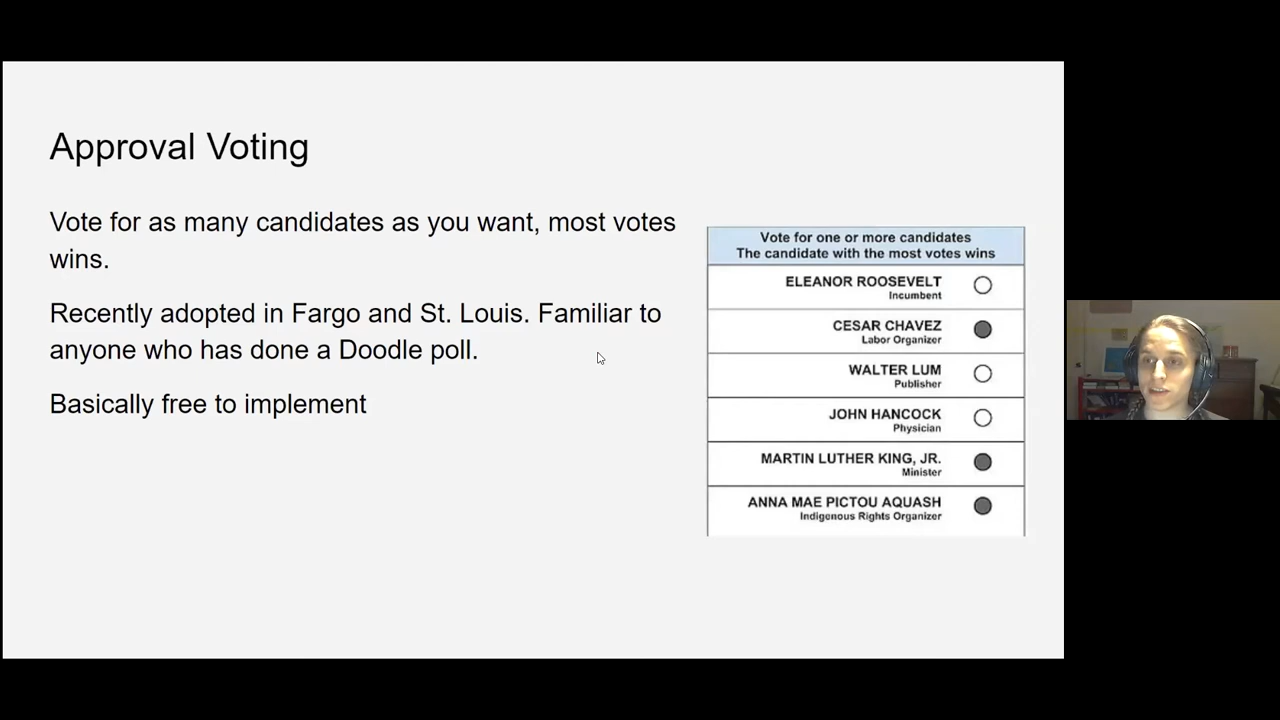 Approval Voting
Vote for as many candidates as you want, most votes
wins.
Recently adopted in Fargo and St. Louis. Familiar to
anyone who has done a Doodle poll.
Basically free to implement
Vote for one or more candidates
The candidate with the most votes wins
ELEANOR ROOSEVELT
Incumbent
CESAR CHAVEZ
Labor Organizer
WALTER LUM
Publisher
JOHN HANCOCK
Physician
MARTIN LUTHER KING, JR.
Minister
ANNA MAE PICTOU AQUASH
Indigenous Rights Organizer